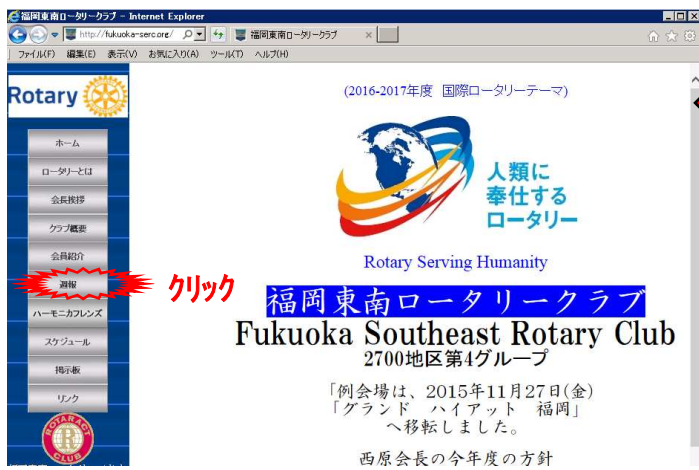 福岡東南ロータリークラブ - Internet Explorer
http://fukuoka-serc.org/
福岡東南ロータリークラブ
ファイル(F) 編集(E) 表示(V) お気に入り(A) ツール(T) ヘルプ(H)
Rotary
ホーム
ロータリーとは
会長挨拶
クラブ概要
会員紹介
週報
クリック
ハーモニカフレンズ
スケジュール
掲示板
リンク
ROTARACT
CLUB
(2016-2017年度 国際ロータリーテーマ)
人類に
奉仕する
ロータリー
Rotary Serving Humanity
福岡東南ロータリークラブ
Fukuoka Southeast Rotary Club
2700地区第4グループ
「例会場は、2015年11月27日(金)
「グランド ハイアット 福岡」
へ移転しました。
西原会長の今年度の方針